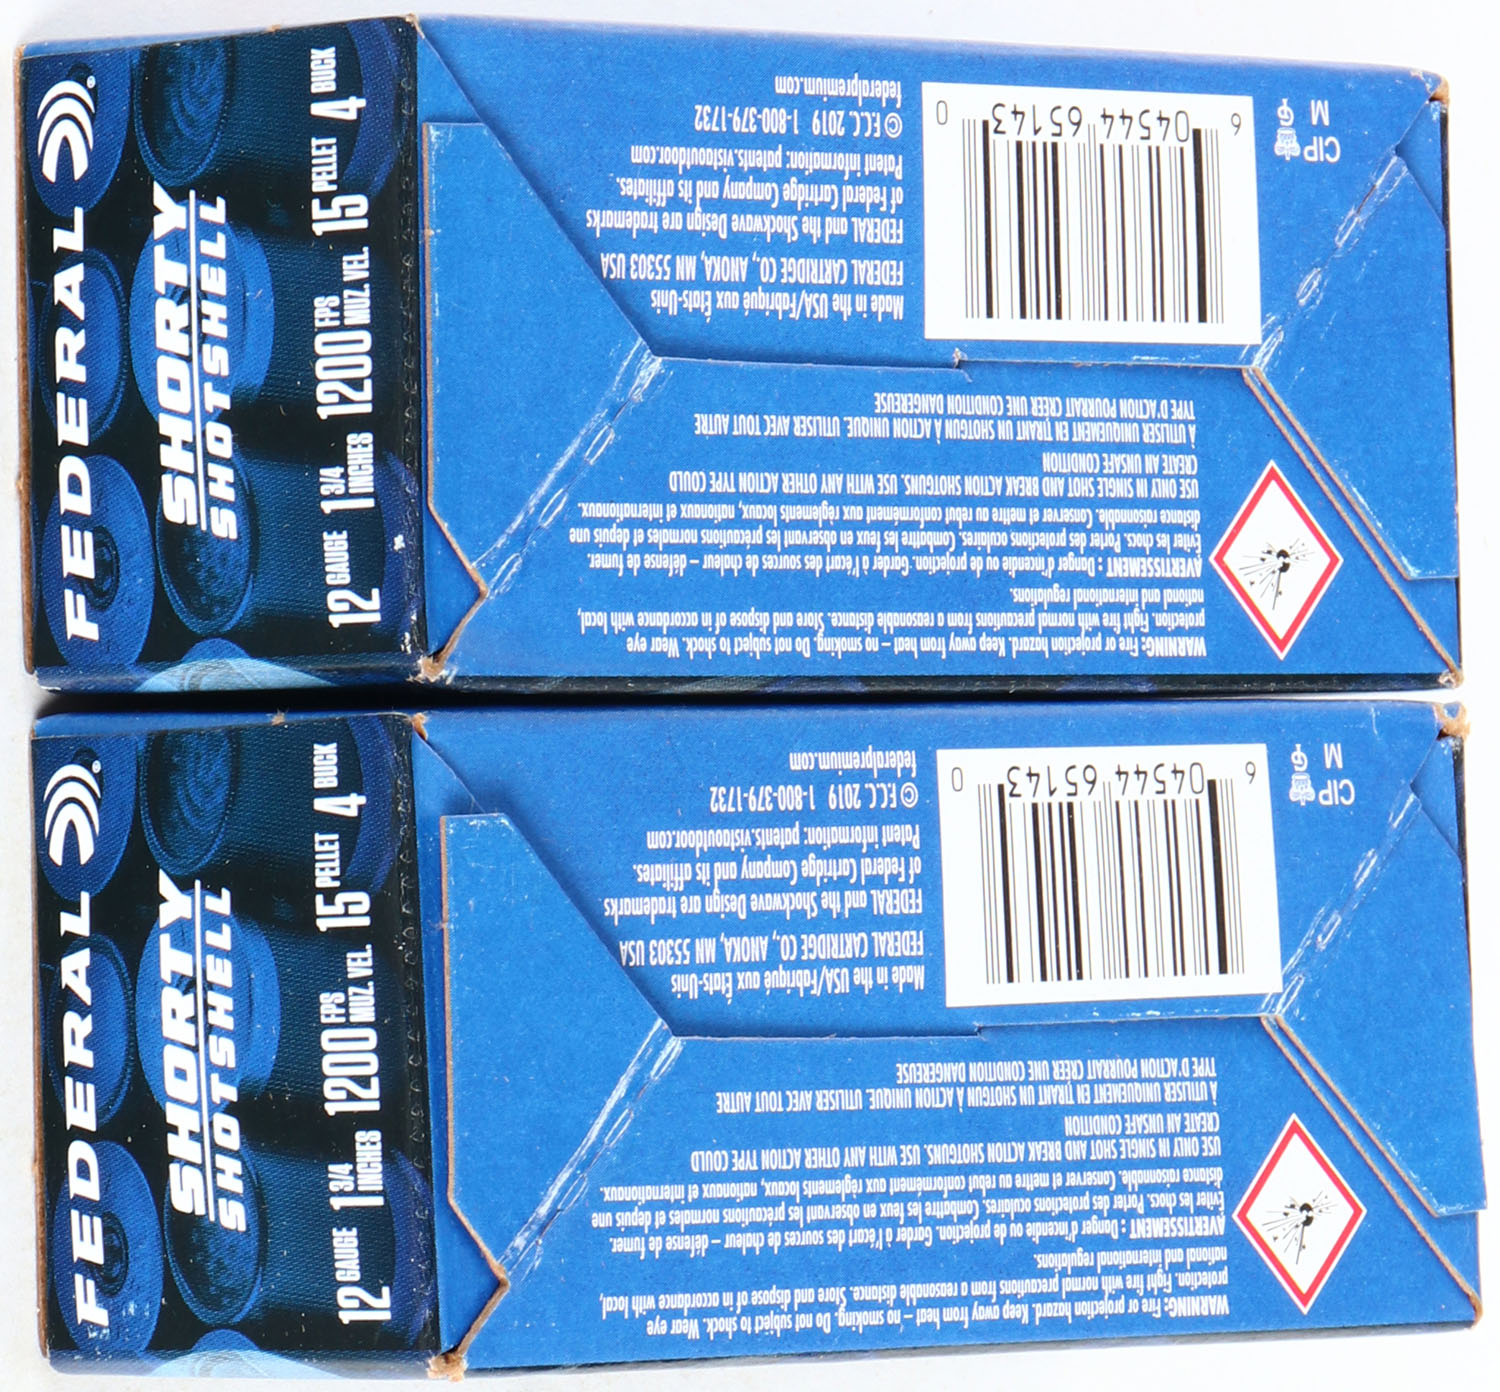 FEDERAL®
SHORTY
SHOTSHELL
12 GAUGE 1 3/4 INCHES 1200 FPS MUZ. VEL. 15 PELLET 4 BUCK
WARNING: Fire or projection hazard. Keep away from heat – no smoking. Do not subject to shock. Wear eye
protection. Fight fire with normal precautions from a reasonable distance. Store and dispose of in accordance with local,
national and international regulations.
AVERTISSEMENT : Danger d'incendie ou de projection. Garder à l'écart des sources de chaleur – défense de fumer.
Éviter les chocs. Porter des protections oculaires. Combattre les feux en observant les précautions normales et depuis une
distance raisonnable. Conserver et mettre au rebut conformément aux règlements locaux, nationaux et internationaux.
USE ONLY IN SINGLE SHOT AND BREAK ACTION SHOTGUNS. USE WITH ANY OTHER ACTION TYPE COULD
CREATE AN UNSAFE CONDITION
À UTILISER UNIQUEMENT EN TIRANT UN SHOTGUN À ACTION UNIQUE. UTILISER AVEC TOUT AUTRE
TYPE D'ACTION POURRAIT CRÉER UNE CONDITION DANGEREUSE
Made in the USA/Fabriqué aux États-Unis
FEDERAL CARTRIDGE CO., ANOKA, MN 55303 USA
FEDERAL and the Shockwave Design are trademarks
of Federal Cartridge Company and its affiliates.
Patent information: patents.vistaoutdoor.com
© F.C.C. 2019 1-800-379-1732
federalpremium.com
6 04544 65143 0
CIP
M
FEDERAL®
SHORTY
SHOTSHELL
12 GAUGE 1 3/4 INCHES 1200 FPS MUZ. VEL. 15 PELLET 4 BUCK
WARNING: Fire or projection hazard. Keep away from heat – no smoking. Do not subject to shock. Wear eye
protection. Fight fire with normal precautions from a reasonable distance. Store and dispose of in accordance with local,
national and international regulations.
AVERTISSEMENT : Danger d'incendie ou de projection. Garder à l'écart des sources de chaleur – défense de fumer.
Éviter les chocs. Porter des protections oculaires. Combattre les feux en observant les précautions normales et depuis une
distance raisonnable. Conserver et mettre au rebut conformément aux règlements locaux, nationaux et internationaux.
USE ONLY IN SINGLE SHOT AND BREAK ACTION SHOTGUNS. USE WITH ANY OTHER ACTION TYPE COULD
CREATE AN UNSAFE CONDITION
À UTILISER UNIQUEMENT EN TIRANT UN SHOTGUN À ACTION UNIQUE. UTILISER AVEC TOUT AUTRE
TYPE D'ACTION POURRAIT CRÉER UNE CONDITION DANGEREUSE
Made in the USA/Fabriqué aux États-Unis
FEDERAL CARTRIDGE CO., ANOKA, MN 55303 USA
FEDERAL and the Shockwave Design are trademarks
of Federal Cartridge Company and its affiliates.
Patent information: patents.vistaoutdoor.com
© F.C.C. 2019 1-800-379-1732
federalpremium.com
6 04544 65143 0
CIP
M